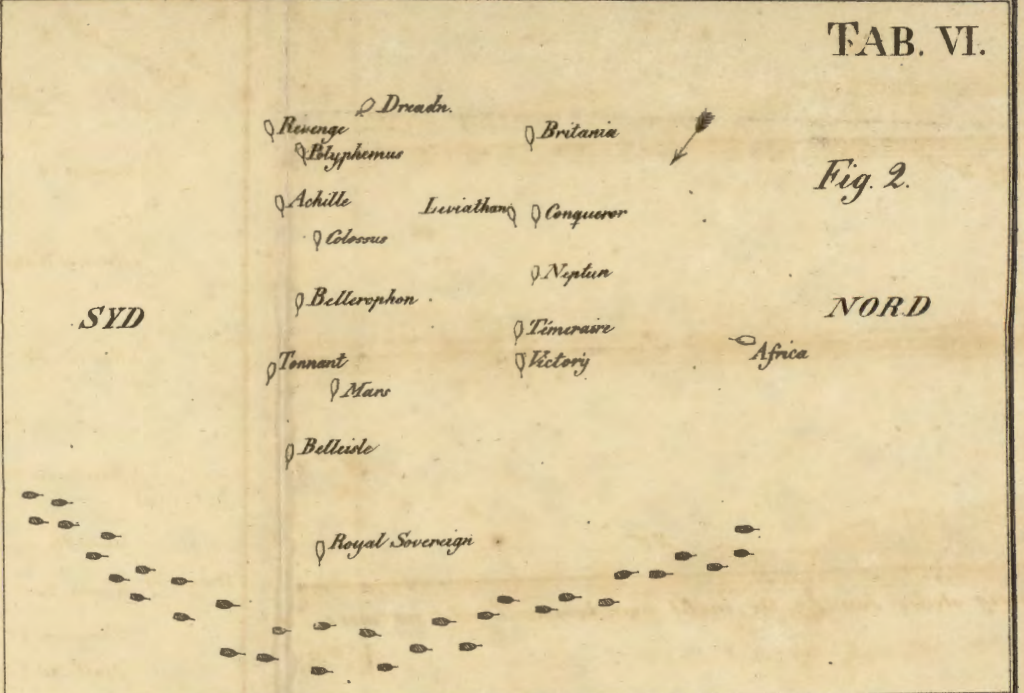 TAB. VI.
Dreadn.
Revenge
Britania
Polyphemus
Fig. 2.
Achille
Leviathan
Conqueror
Colossus
Neptun
Bellerophon
SYD
NORD
Témeraire
Victory
Africa
Tonnant
Mars
Belleisle
Royal Sovereign